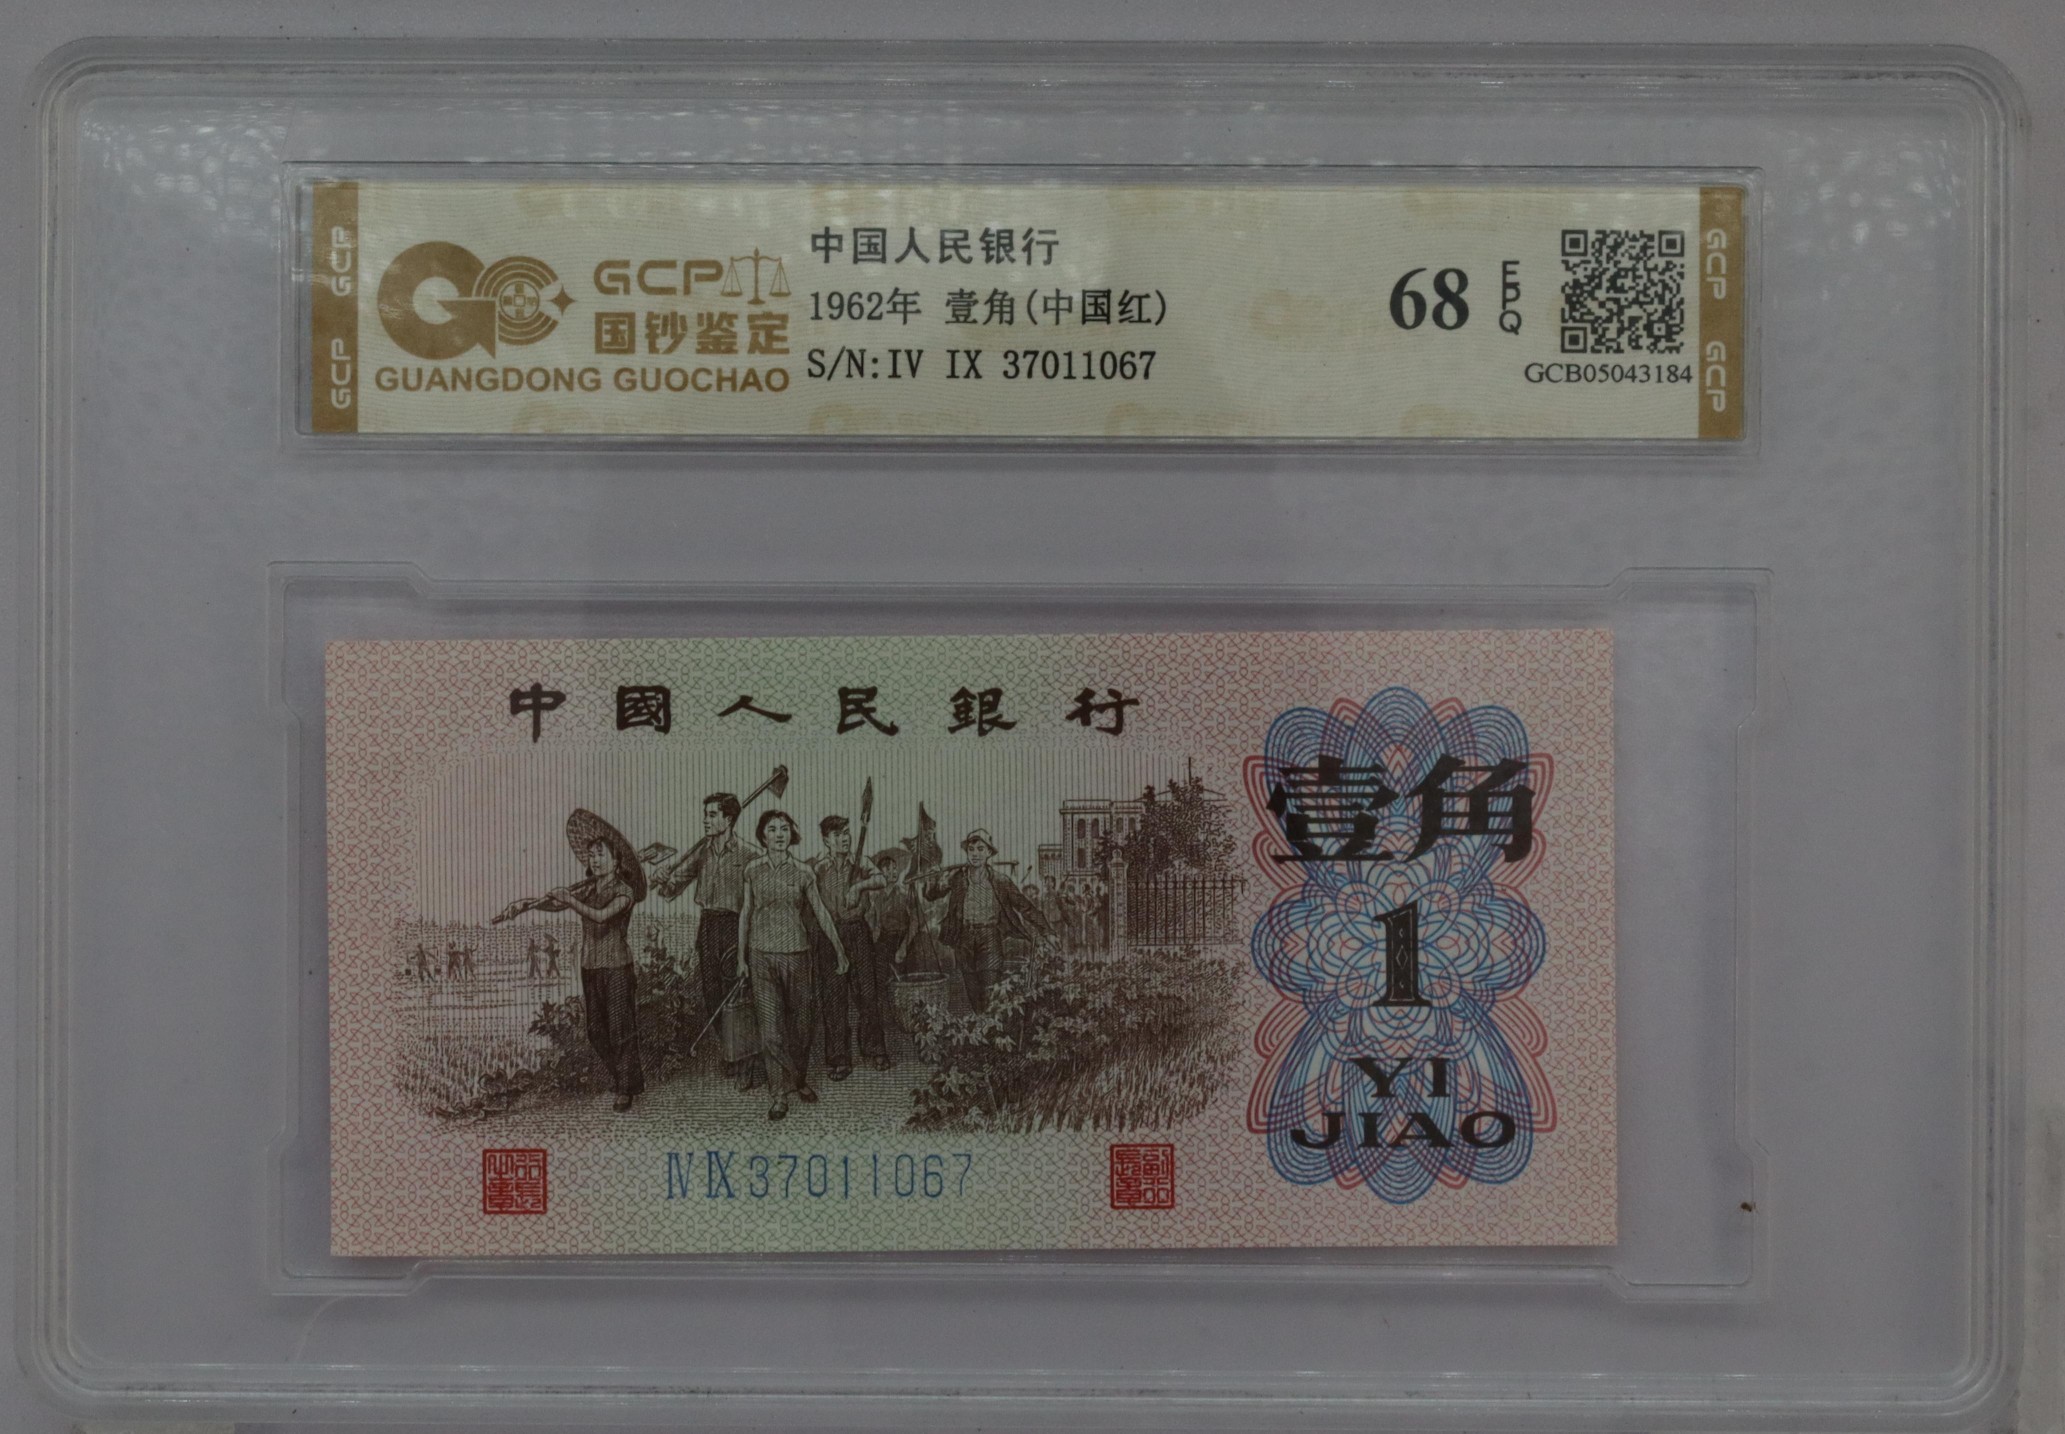 GCP
GCP
GCP
国钞鉴定
GUANGDONG GUOCHAO
中国人民银行
1962年 壹角(中国红)
S/N:IV IX 37011067
68 EPQ
GCB05043184
GCP
GCP
中國人民銀行
壹角
1
YI
JIAO
IV IX 37011067